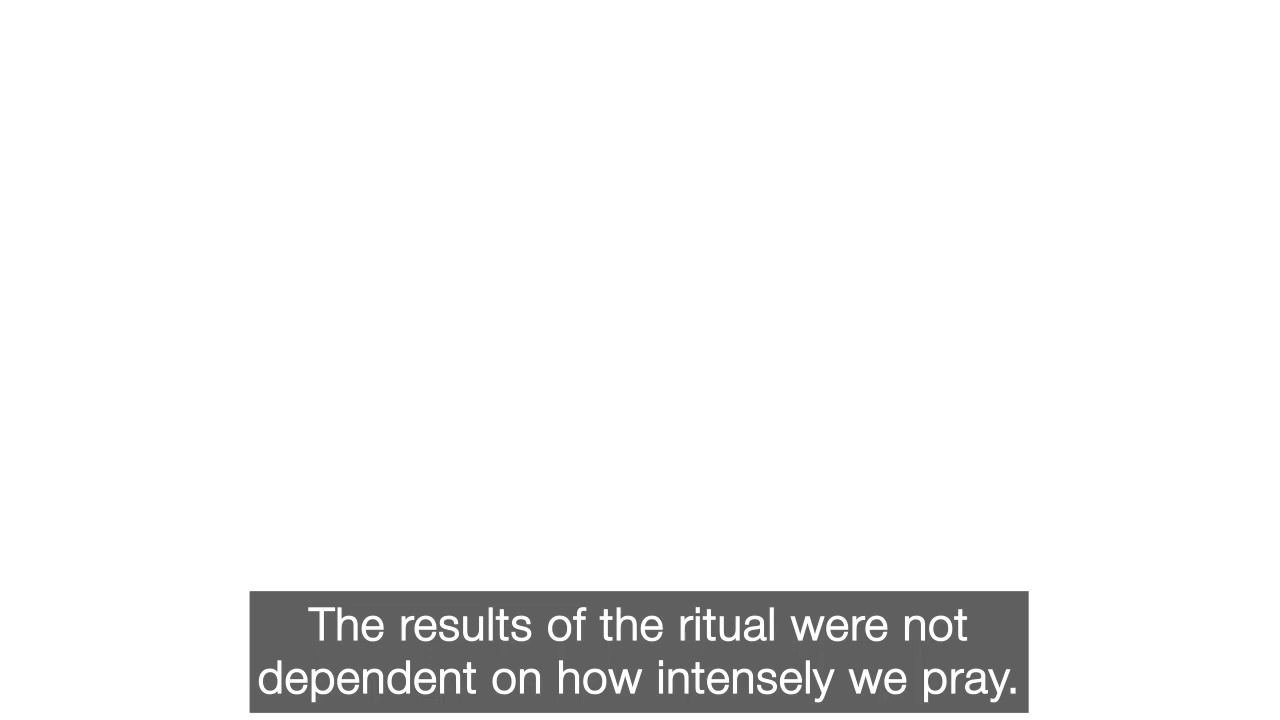 The results of the ritual were not
dependent on how intensely we pray.